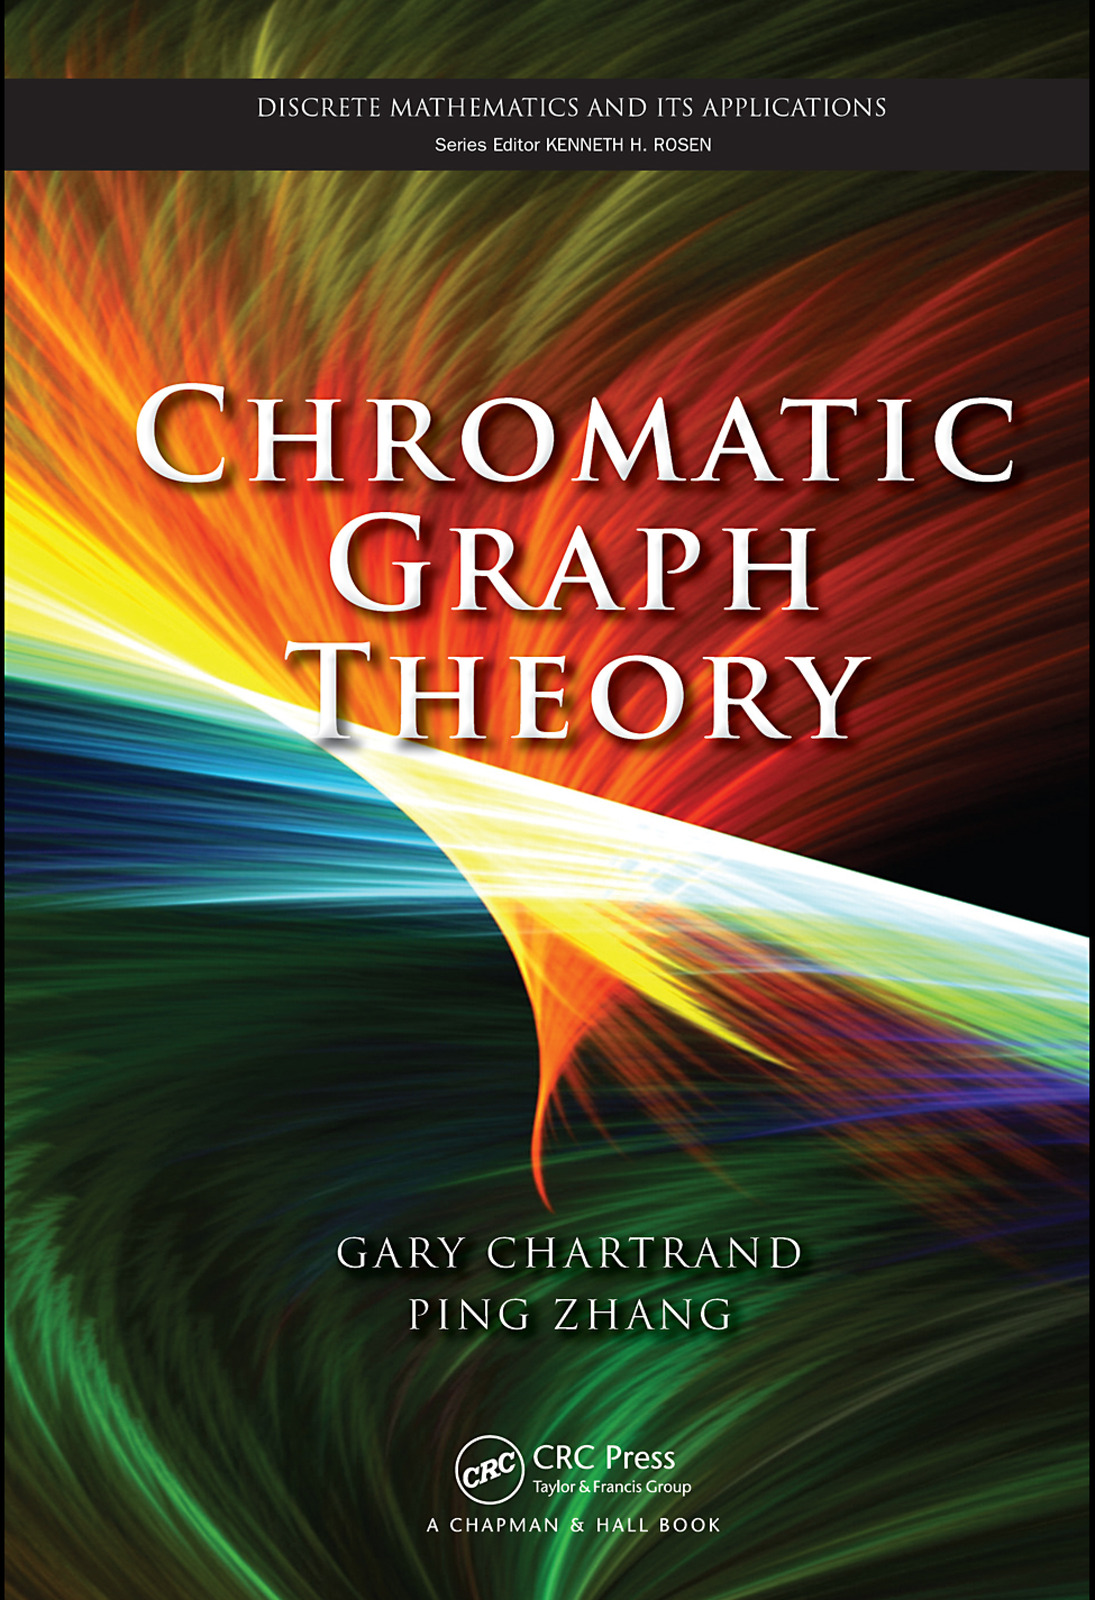 DISCRETE MATHEMATICS AND ITS APPLICATIONS
Series Editor KENNETH H. ROSEN
CHROMATIC
GRAPH
THEORY
GARY CHARTRAND
PING ZHANG
CRC
CRC Press
Taylor & Francis Group
A CHAPMAN & HALL BOOK